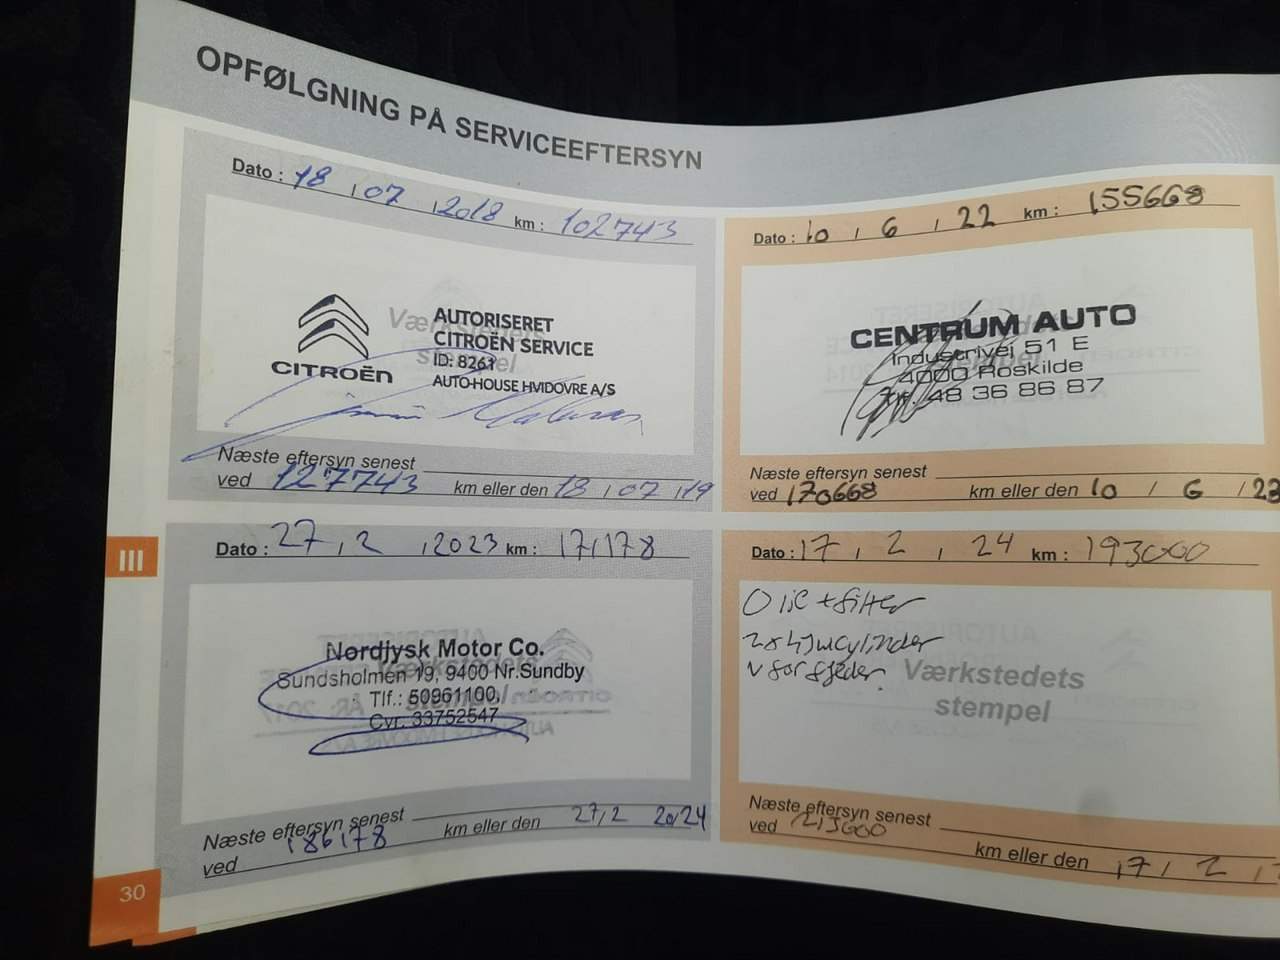 OPFØLGNING PÅ SERVICEEFTERSYN
Dato : 18 / 07 / 2018 km : 102743
Værkstedets
stempel
CITROËN
AUTORISERET
CITROËN SERVICE
ID: 8261
AUTO-HOUSE HVIDOVRE A/S
Næste eftersyn senest
ved 127743 km eller den 18 / 07 / 19
Dato : 10 / 6 / 22 km : 155668
CENTRUM AUTO
Industrivej 51 E
4000 Roskilde
Tlf. 48 36 86 87
Næste eftersyn senest
ved 170668 km eller den 10 / 6 / 23
III
Dato : 27 / 2 / 2023 km : 171178
Nordjysk Motor Co.
Sundsholmen 19, 9400 Nr.Sundby
Tlf.: 50961100,
Cvr. 33752547
Næste eftersyn senest
ved 186178 km eller den 27 / 2 2024
Dato : 17 / 2 / 24 km : 193000
Olie + filter
Værkstedets
stempel
Næste eftersyn senest
ved 213000
km eller den 17 / 2 /
30